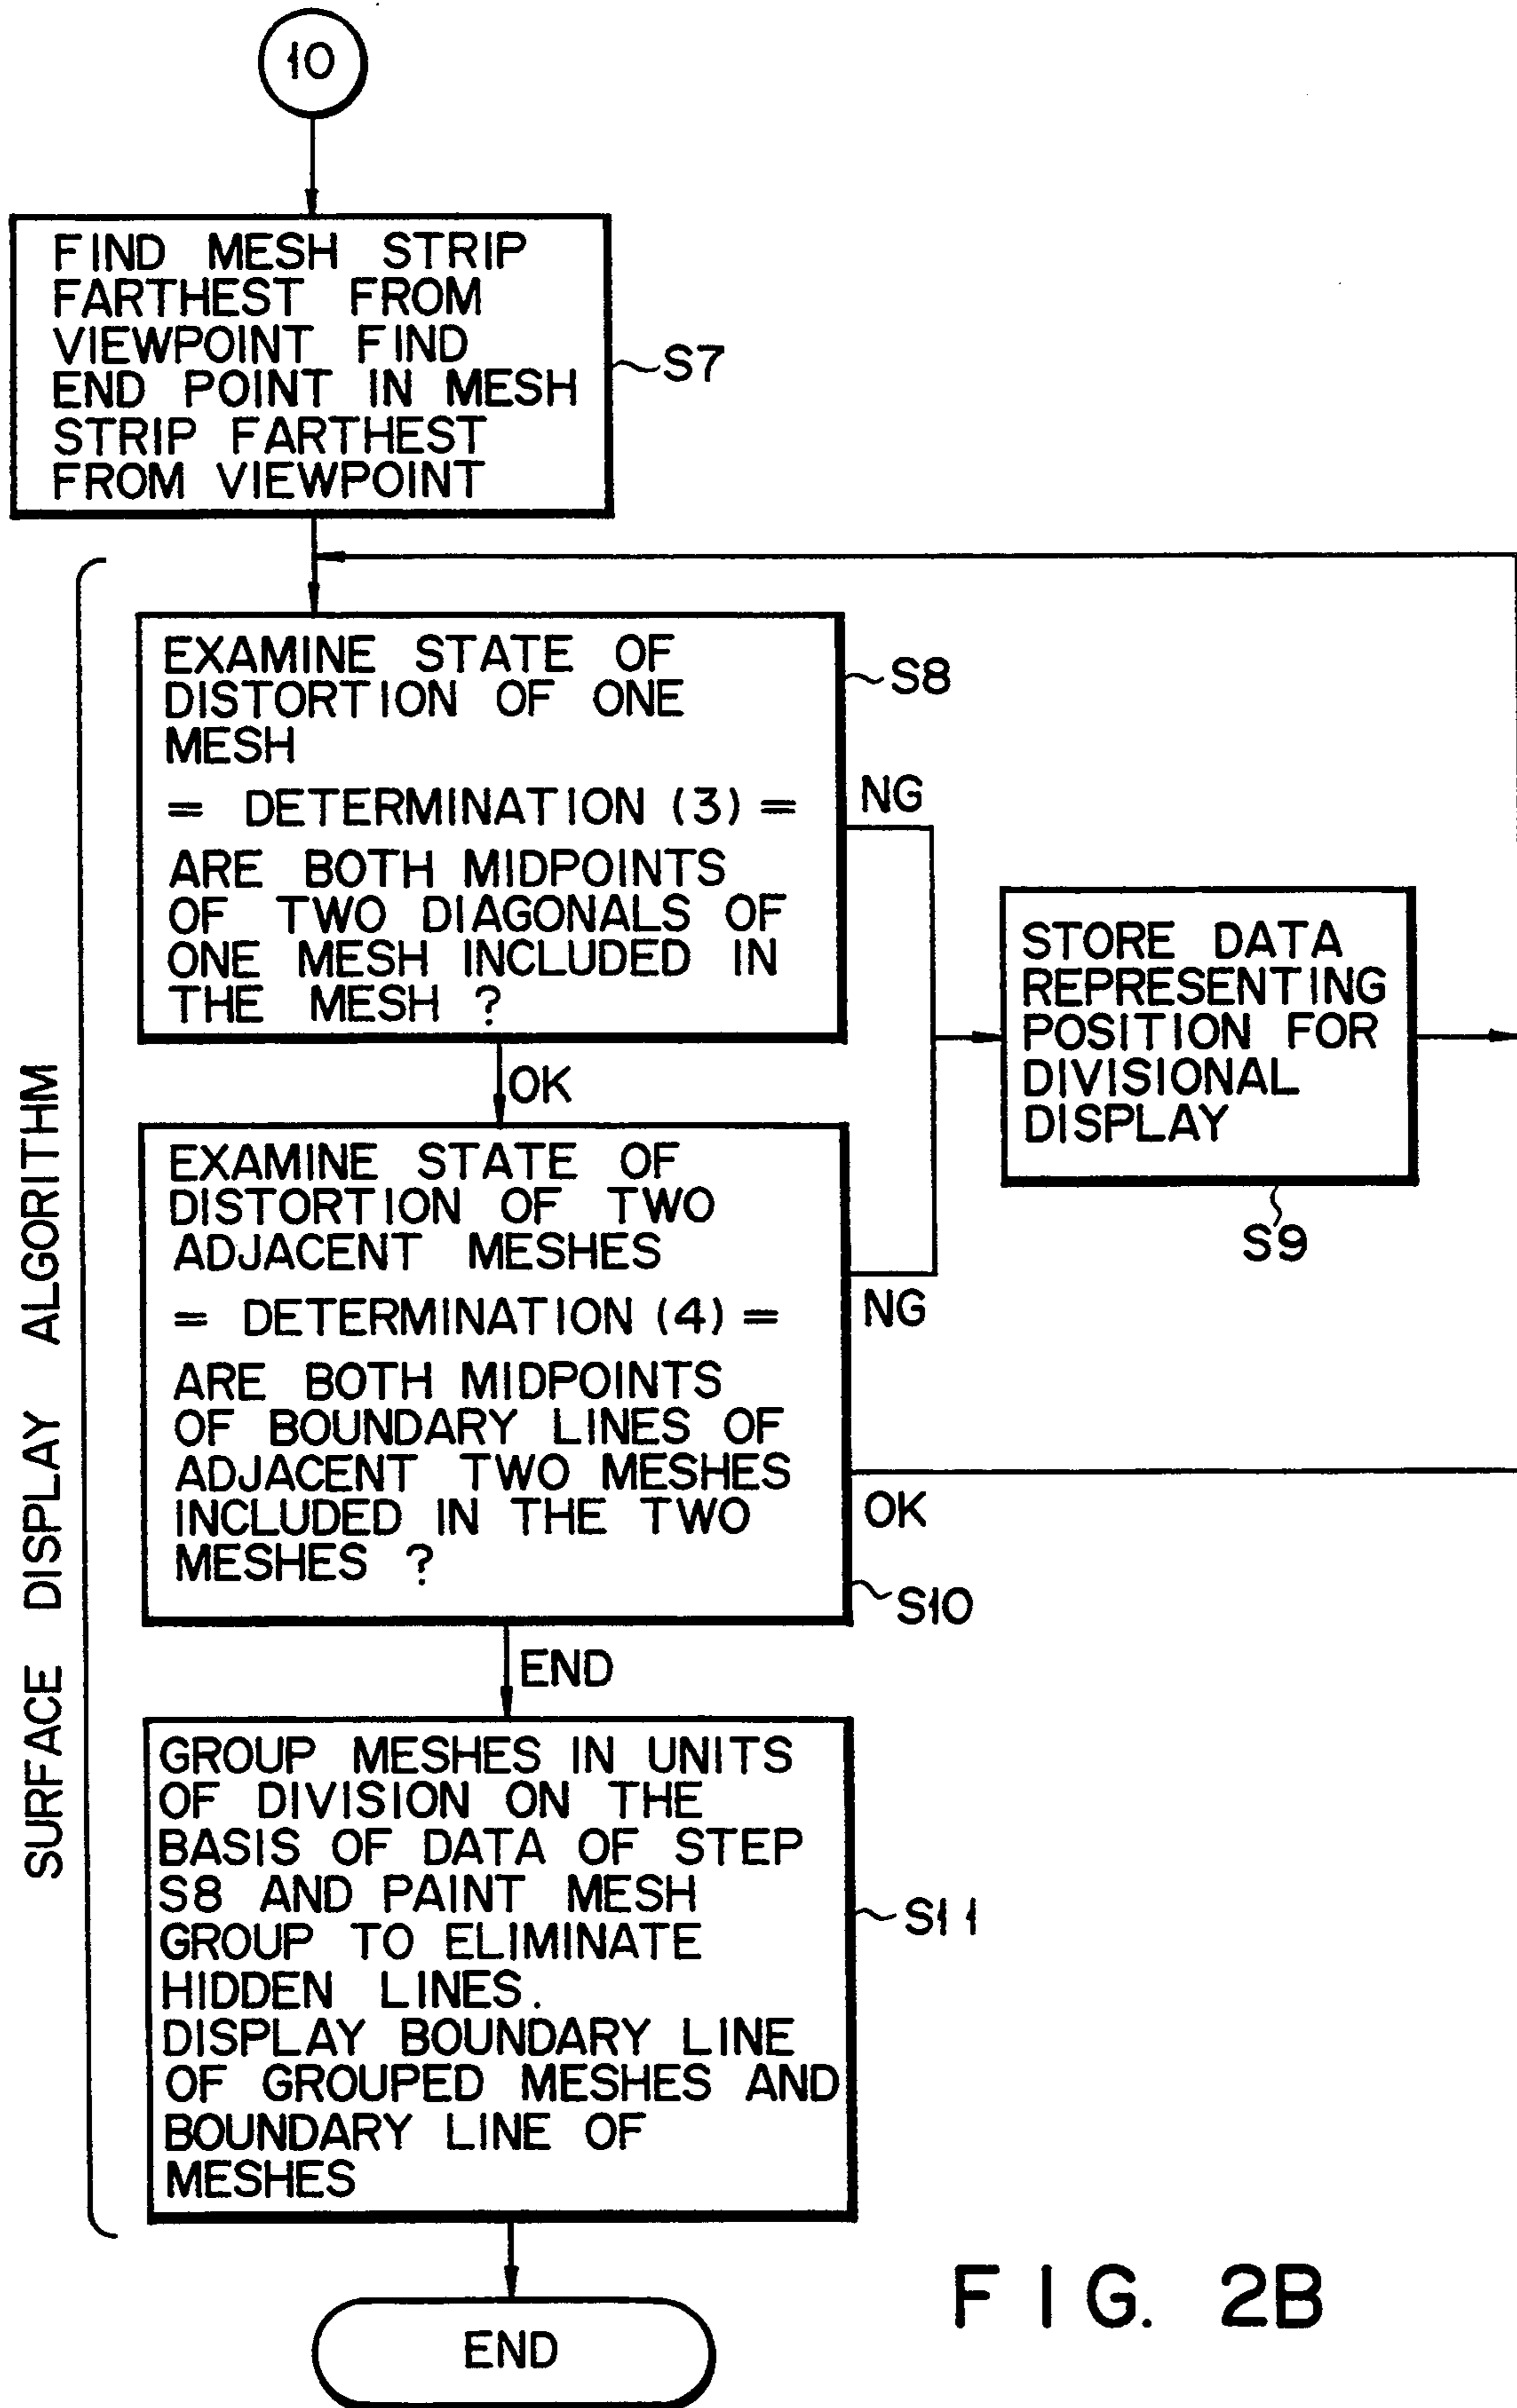 10
FIND MESH STRIP
FARTHEST FROM
VIEWPOINT FIND
END POINT IN MESH
STRIP FARTHEST
FROM VIEWPOINT
S7
SURFACE DISPLAY ALGORITHM
EXAMINE STATE OF
DISTORTION OF ONE
MESH
= DETERMINATION (3) =
ARE BOTH MIDPOINTS
OF TWO DIAGONALS OF
ONE MESH INCLUDED IN
THE MESH ?
S8
NG
OK
STORE DATA
REPRESENTING
POSITION FOR
DIVISIONAL
DISPLAY
S9
EXAMINE STATE OF
DISTORTION OF TWO
ADJACENT MESHES
= DETERMINATION (4) =
ARE BOTH MIDPOINTS
OF BOUNDARY LINES OF
ADJACENT TWO MESHES
INCLUDED IN THE TWO
MESHES ?
NG
OK
S10
END
GROUP MESHES IN UNITS
OF DIVISION ON THE
BASIS OF DATA OF STEP
S8 AND PAINT MESH
GROUP TO ELIMINATE
HIDDEN LINES.
DISPLAY BOUNDARY LINE
OF GROUPED MESHES AND
BOUNDARY LINE OF
MESHES
S11
END
FIG. 2B